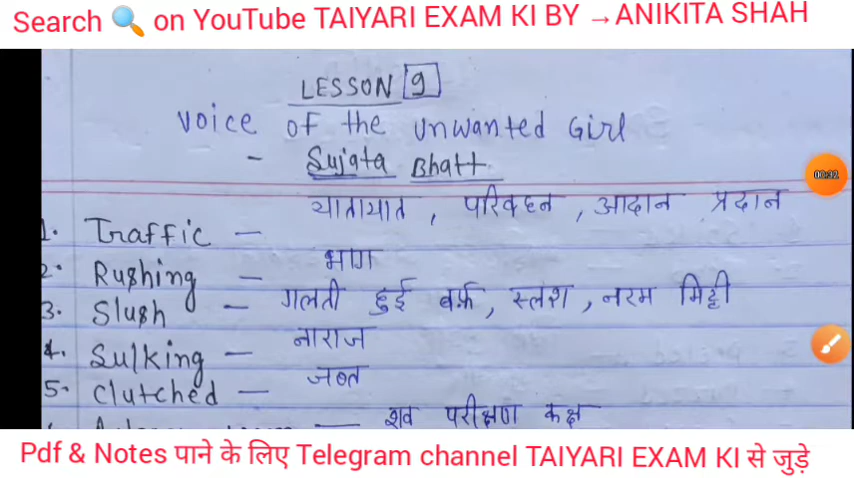 Search 🔍 on YouTube TAIYARI EXAM KI BY →ANIKITA SHAH
LESSON 9
Voice of the Unwanted Girl
- Sujata Bhatt
00:32
1. Traffic — यातायात, परिवहन, आदान प्रदान
2. Rushing — भाग
3. Slush — गलती हुई बर्फ़, स्लश, नरम मिट्टी
4. Sulking — नाराज
5. Clutched — जब्त
— शव परीक्षण कक्ष
Pdf & Notes पाने के लिए Telegram channel TAIYARI EXAM KI से जुड़े